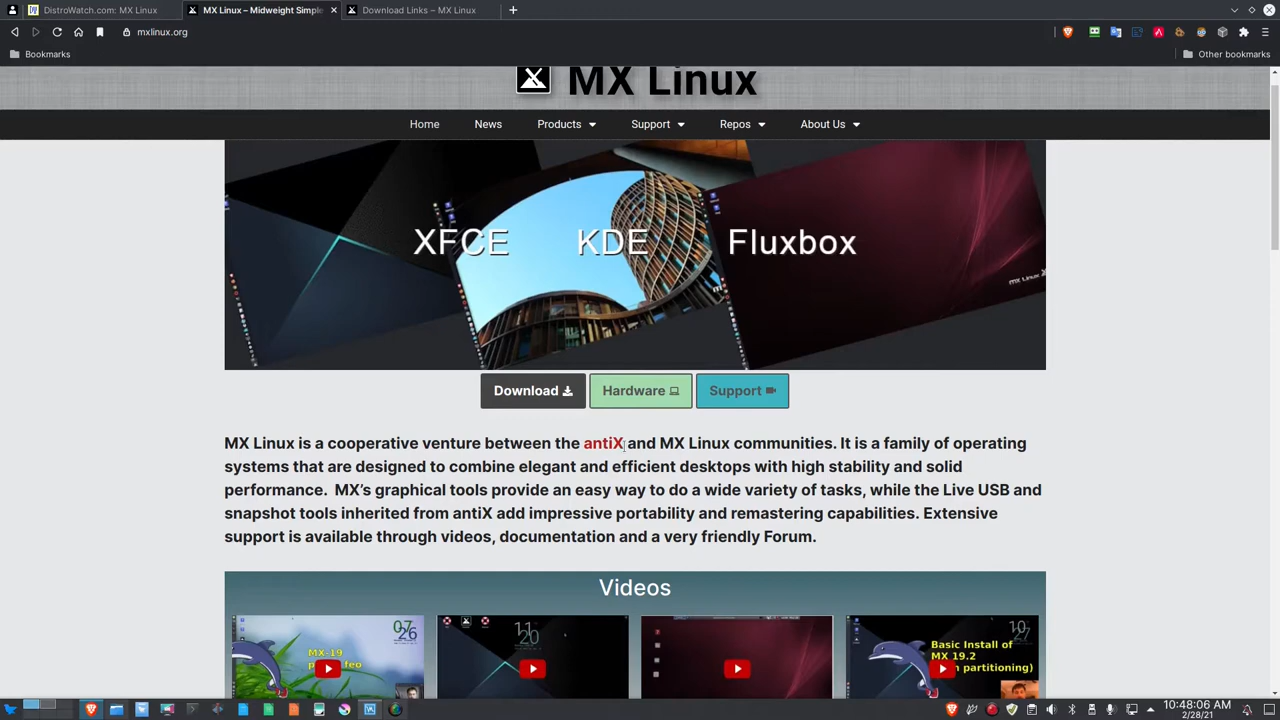 DistroWatch.com: MX Linux
MX Linux – Midweight Simple
Download Links – MX Linux
mxlinux.org
Bookmarks
Other bookmarks
MX Linux
Home News Products Support Repos About Us
XFCE KDE Fluxbox
Download Hardware Support
MX Linux is a cooperative venture between the antiX and MX Linux communities. It is a family of operating
systems that are designed to combine elegant and efficient desktops with high stability and solid
performance. MX’s graphical tools provide an easy way to do a wide variety of tasks, while the Live USB and
snapshot tools inherited from antiX add impressive portability and remastering capabilities. Extensive
support is available through videos, documentation and a very friendly Forum.
Videos
07
26
MX-19
11
20
10
27
Basic Install of
MX 19.2
partitioning)
10:48:06 AM
2/28/21